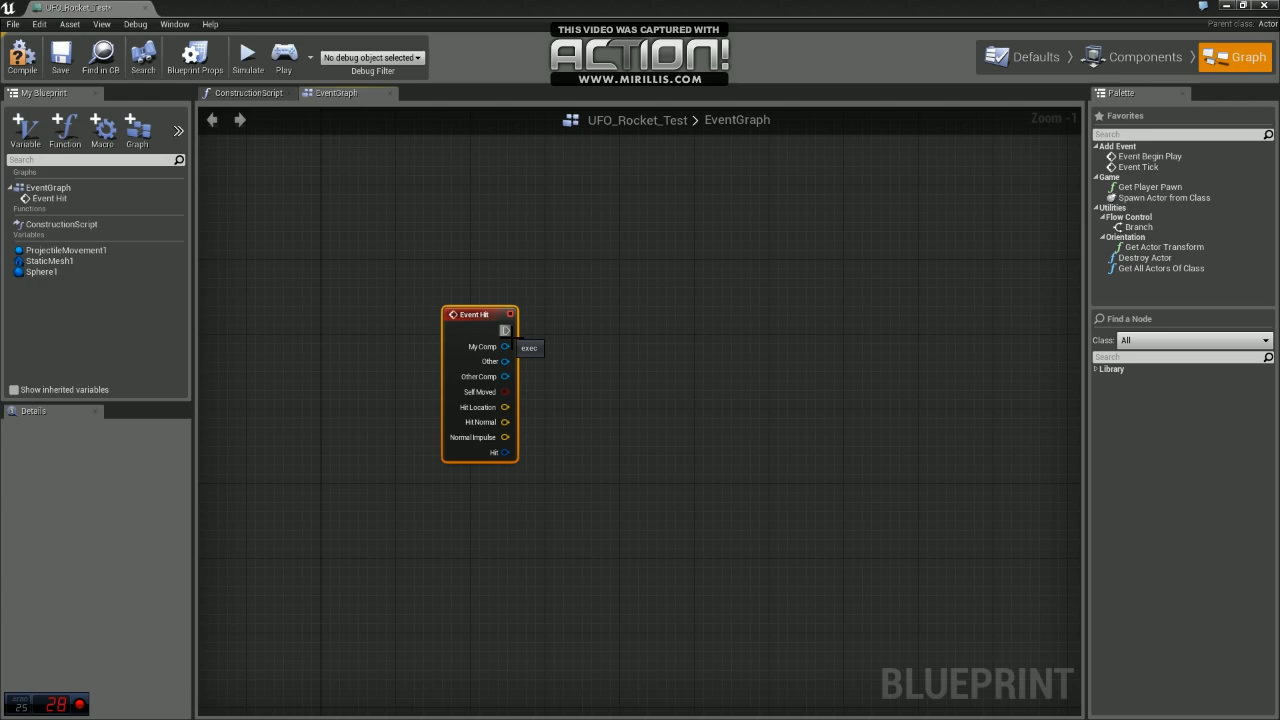 UFO_Rocket_Test*
File Edit Asset View Debug Window Help
Parent class: Actor
THIS VIDEO WAS CAPTURED WITH
ACTION!
WWW.MIRILLIS.COM
Compile Save Find in CB Search Blueprint Props Simulate Play
No debug object selected
Debug Filter
Defaults Components Graph
My Blueprint
ConstructionScript EventGraph
Palette
Variable Function Macro Graph
Search
Graphs
EventGraph
Event Hit
Functions
ConstructionScript
Variables
ProjectileMovement1
StaticMesh1
Sphere1
Show inherited variables
Details
UFO_Rocket_Test > EventGraph
Zoom -1
Event Hit
exec
My Comp
Other
Other Comp
Self Moved
Hit Location
Hit Normal
Normal Impulse
Hit
BLUEPRINT
Favorites
Search
Add Event
Event Begin Play
Event Tick
Game
Get Player Pawn
Spawn Actor from Class
Utilities
Flow Control
Branch
Orientation
Get Actor Transform
Destroy Actor
Get All Actors Of Class
Find a Node
Class: All
Search
Library
25 28